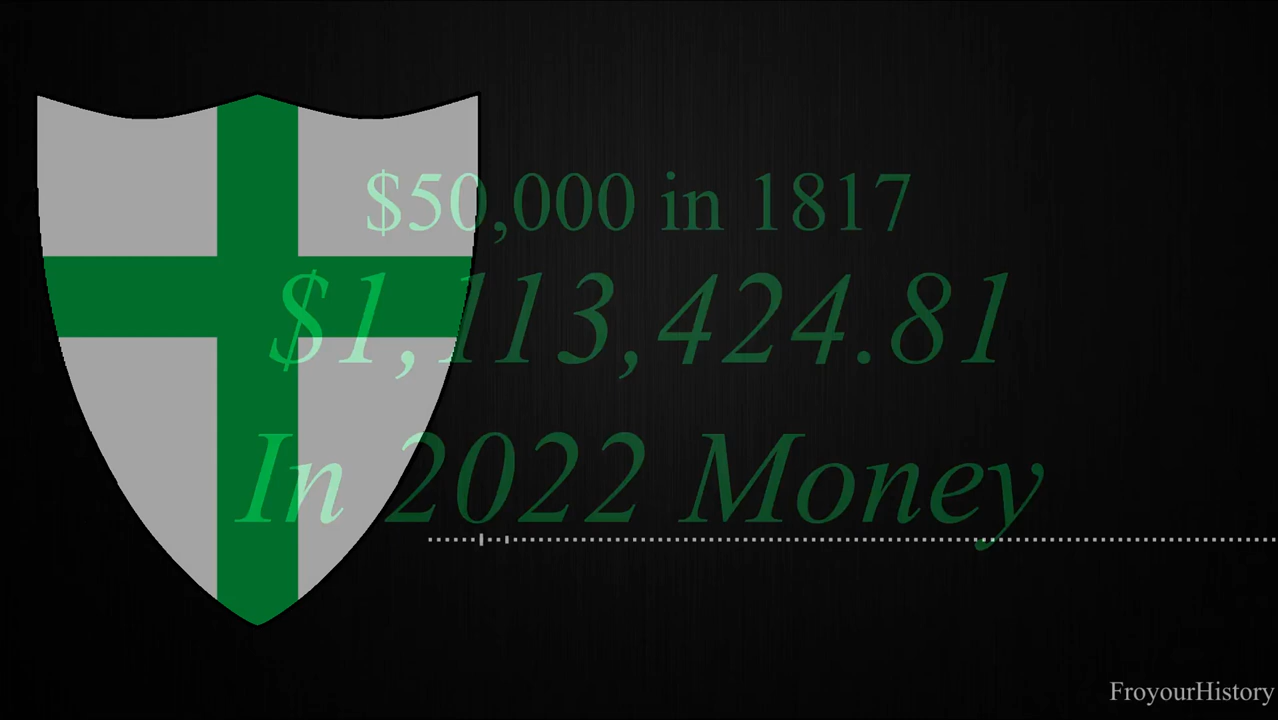 $50,000 in 1817
$1,113,424.81
In 2022 Money
FroyourHistory